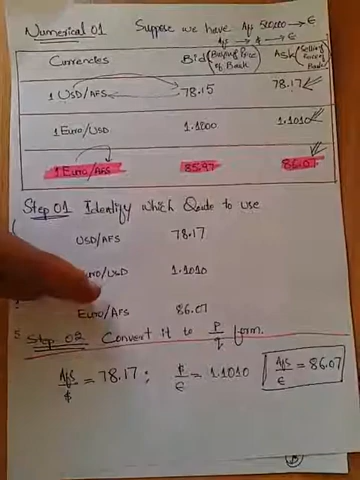 Numerical 01 Suppose we have Afs 500,000 → €
Afs → $ → €
Currencies Bid (Buying Price of Bank) Ask (Selling Price of Bank)
1 USD/AFS 78.15 78.17
1 Euro/USD 1.1000 1.1010
1 Euro/AFS 85.97 86.07
Step 01 Identify which Quote to use
USD/AFS 78.17
Euro/USD 1.1010
Euro/AFS 86.07
Step 02 Convert it to P/q form.
Afs/$ = 78.17 ; $/€ = 1.1010 Afs/€ = 86.07